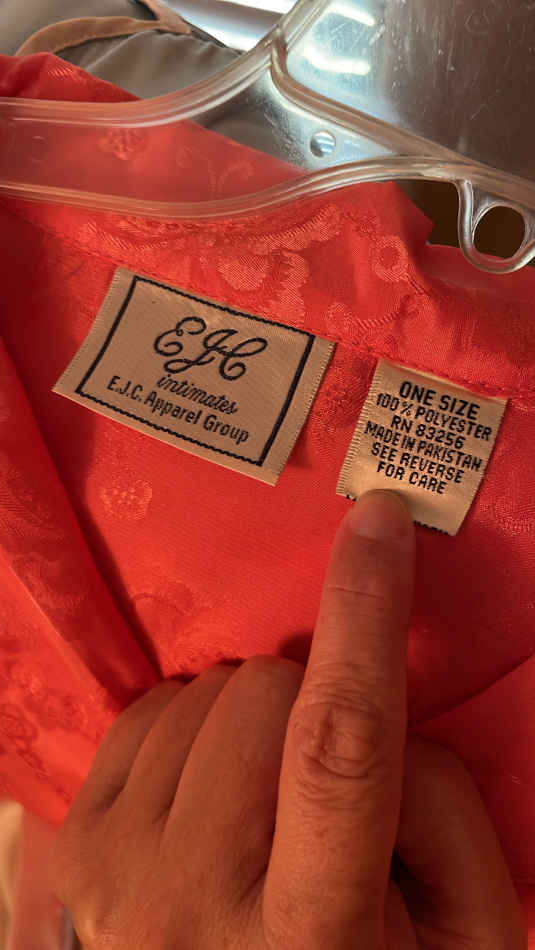 EJC
intimates
E.J.C. Apparel Group
ONE SIZE
100% POLYESTER
RN 83256
MADE IN PAKISTAN
SEE REVERSE
FOR CARE